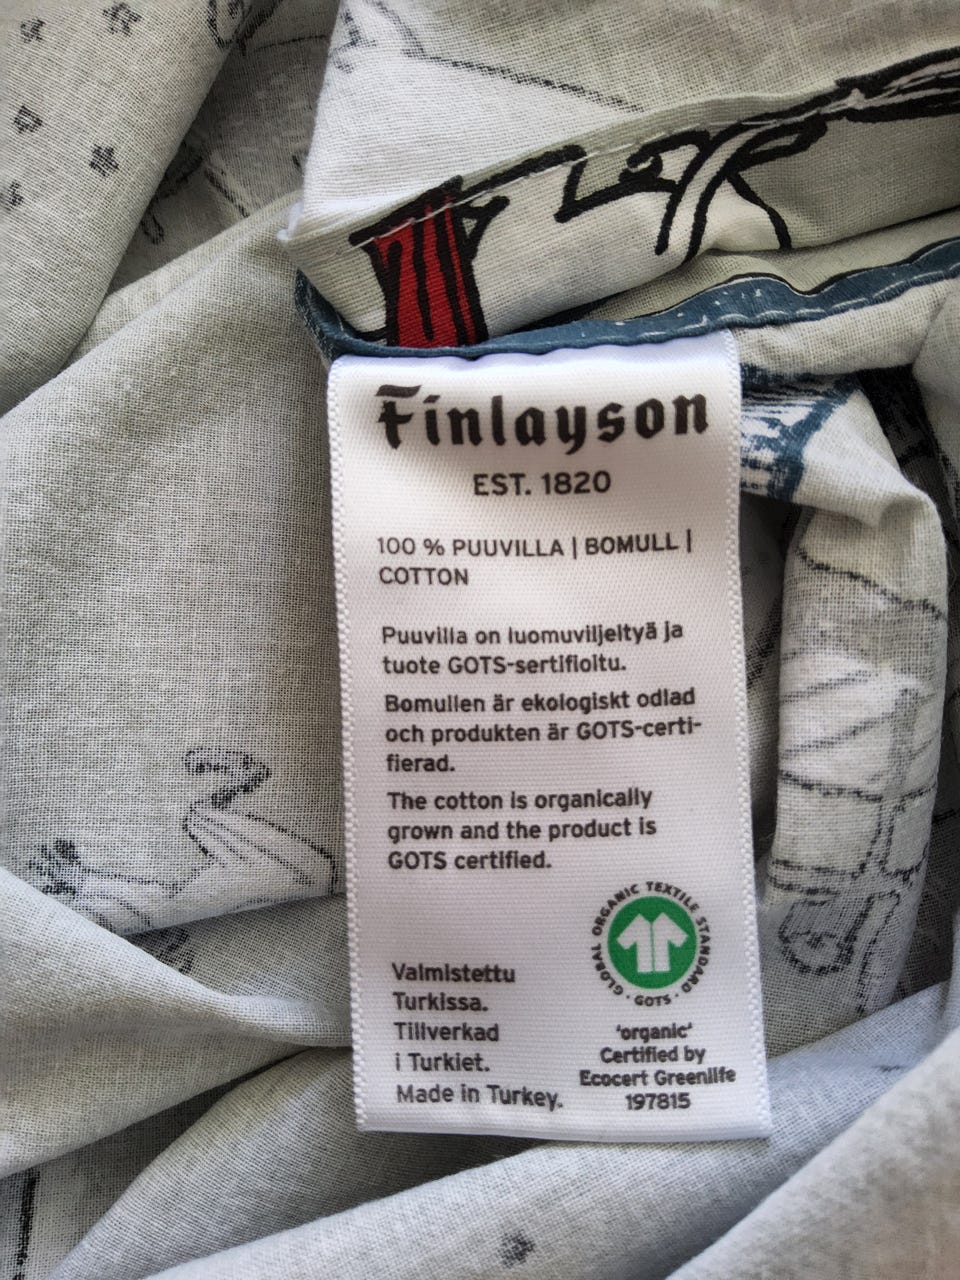 Finlayson
EST. 1820
100 % PUUVILLA | BOMULL |
COTTON
Puuvilla on luomuviljeltyä ja
tuote GOTS-sertifioitu.
Bomullen är ekologiskt odlad
och produkten är GOTS-certi-
fierad.
The cotton is organically
grown and the product is
GOTS certified.
Valmistettu
Turkissa.
Tillverkad
i Turkiet.
Made in Turkey.
GLOBAL ORGANIC TEXTILE STANDARD
· GOTS ·
'organic'
Certified by
Ecocert Greenlife
197815